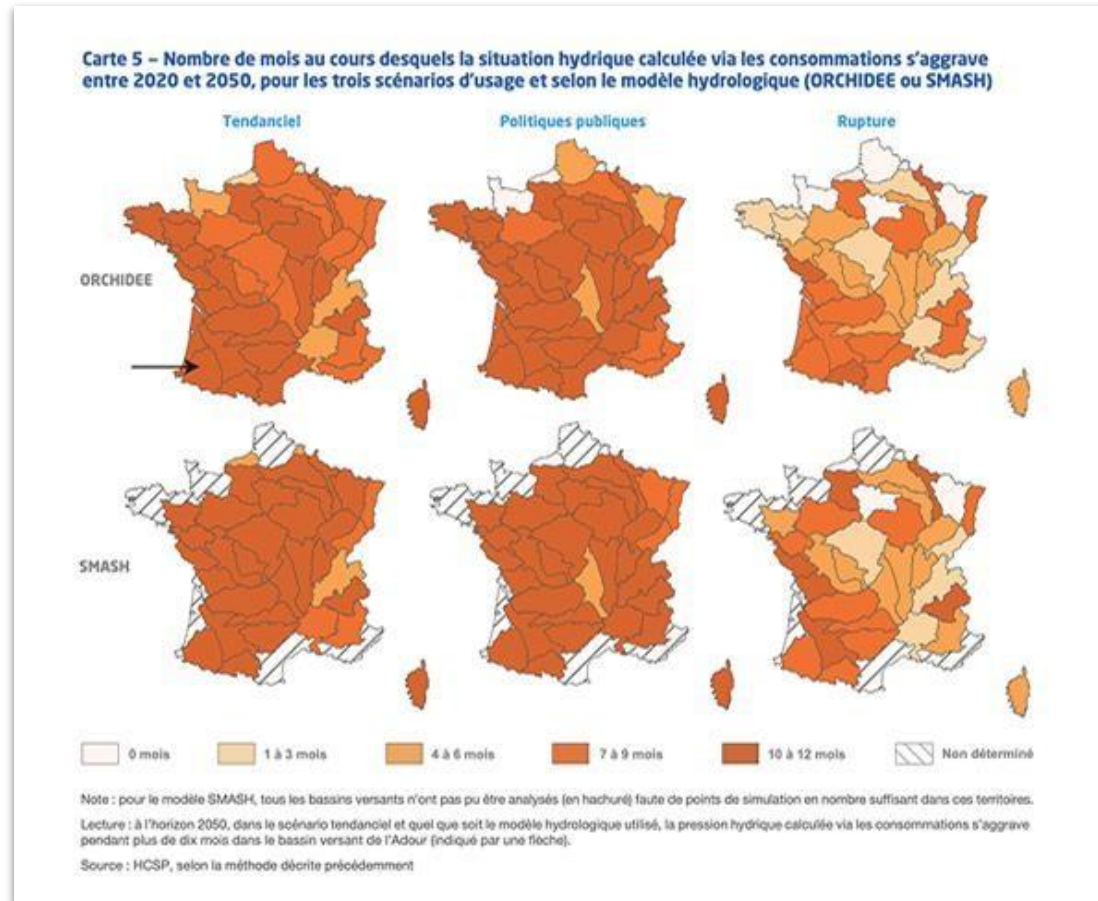 Carte 5 – Nombre de mois au cours desquels la situation hydrique calculée via les consommations s'aggrave
entre 2020 et 2050, pour les trois scénarios d'usage et selon le modèle hydrologique (ORCHIDEE ou SMASH)
Tendanciel
Politiques publiques
Rupture
ORCHIDEE
SMASH
0 mois
1 à 3 mois
4 à 6 mois
7 à 9 mois
10 à 12 mois
Non déterminé
Note : pour le modèle SMASH, tous les bassins versants n'ont pas pu être analysés (en hachuré) faute de points de simulation en nombre suffisant dans ces territoires.
Lecture : à l'horizon 2050, dans le scénario tendanciel et quel que soit le modèle hydrologique utilisé, la pression hydrique calculée via les consommations s'aggrave
pendant plus de dix mois dans le bassin versant de l'Adour (indiqué par une flèche).
Source : HCSP, selon la méthode décrite précédemment